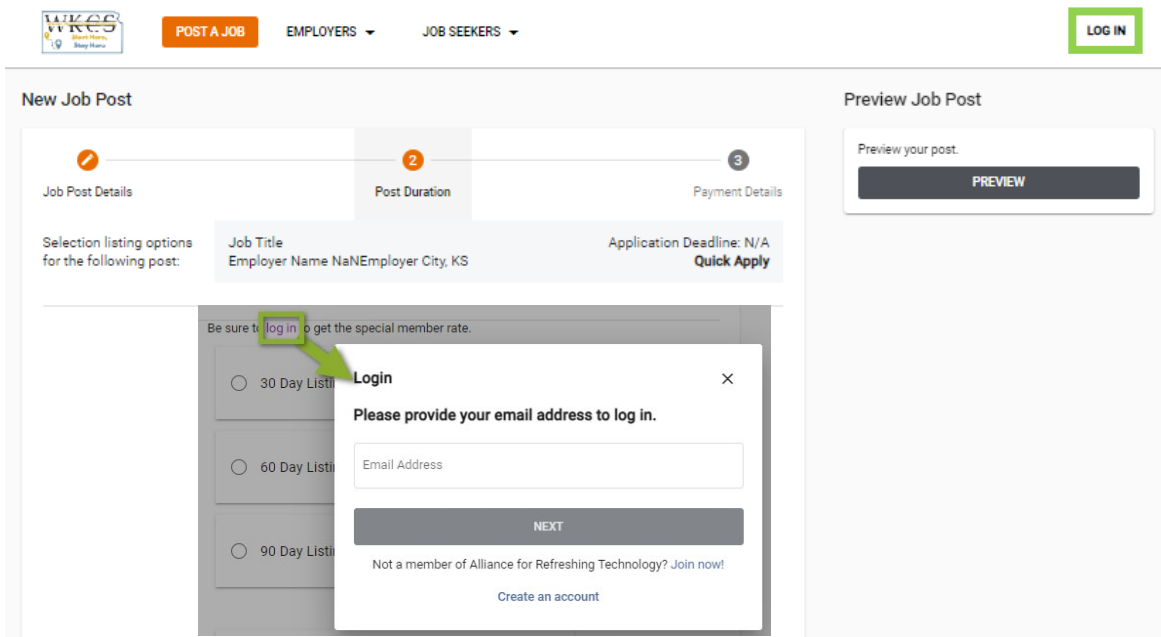 WKCS
Start Here,
Stay Here
POST A JOB
EMPLOYERS
JOB SEEKERS
LOG IN
New Job Post
Preview Job Post
2
3
Job Post Details
Post Duration
Payment Details
Preview your post.
PREVIEW
Selection listing options
for the following post:
Job Title
Employer Name NaNEmployer City, KS
Application Deadline: N/A
Quick Apply
Be sure to log in to get the special member rate.
30 Day Listi
60 Day Listi
90 Day Listi
Login
Please provide your email address to log in.
Email Address
NEXT
Not a member of Alliance for Refreshing Technology? Join now!
Create an account